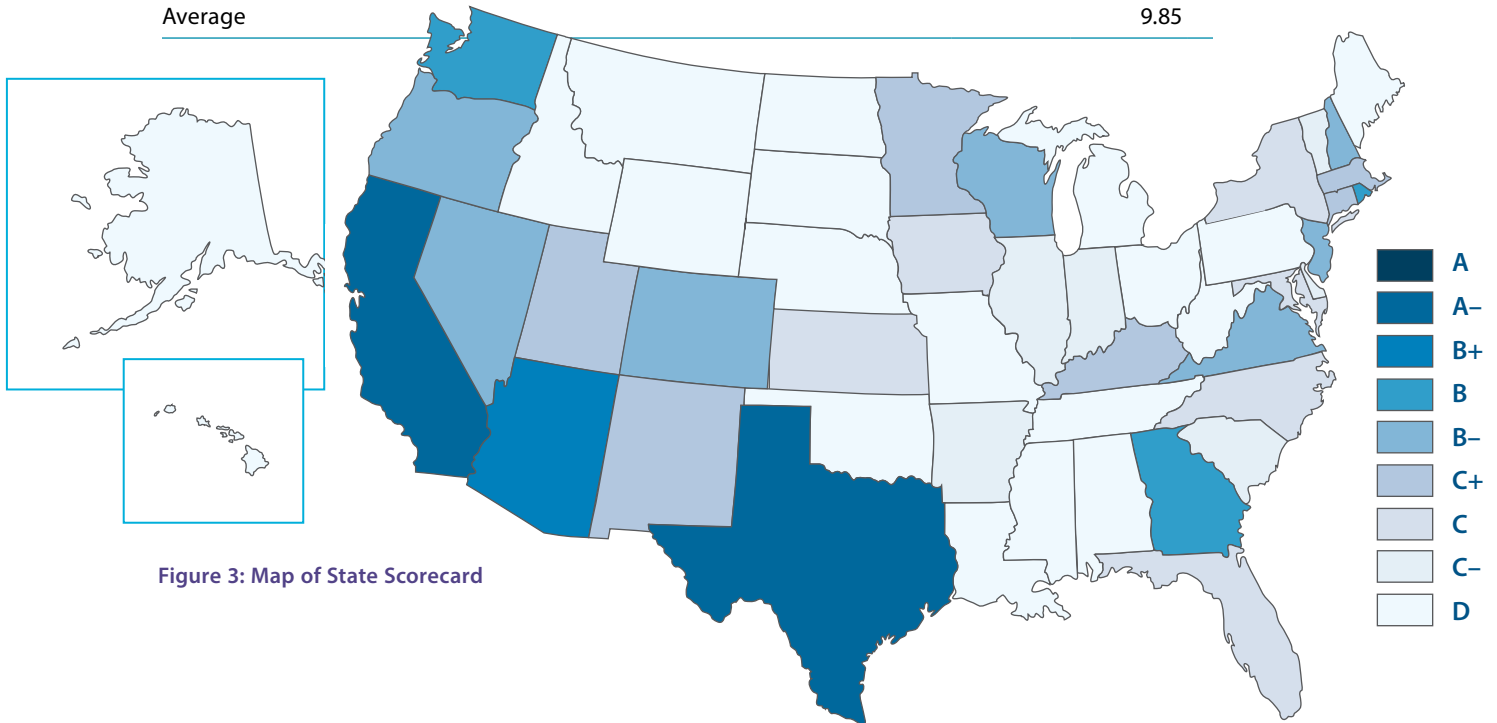 Average 9.85
A
A–
B+
B
B–
C+
C
C–
D
Figure 3: Map of State Scorecard